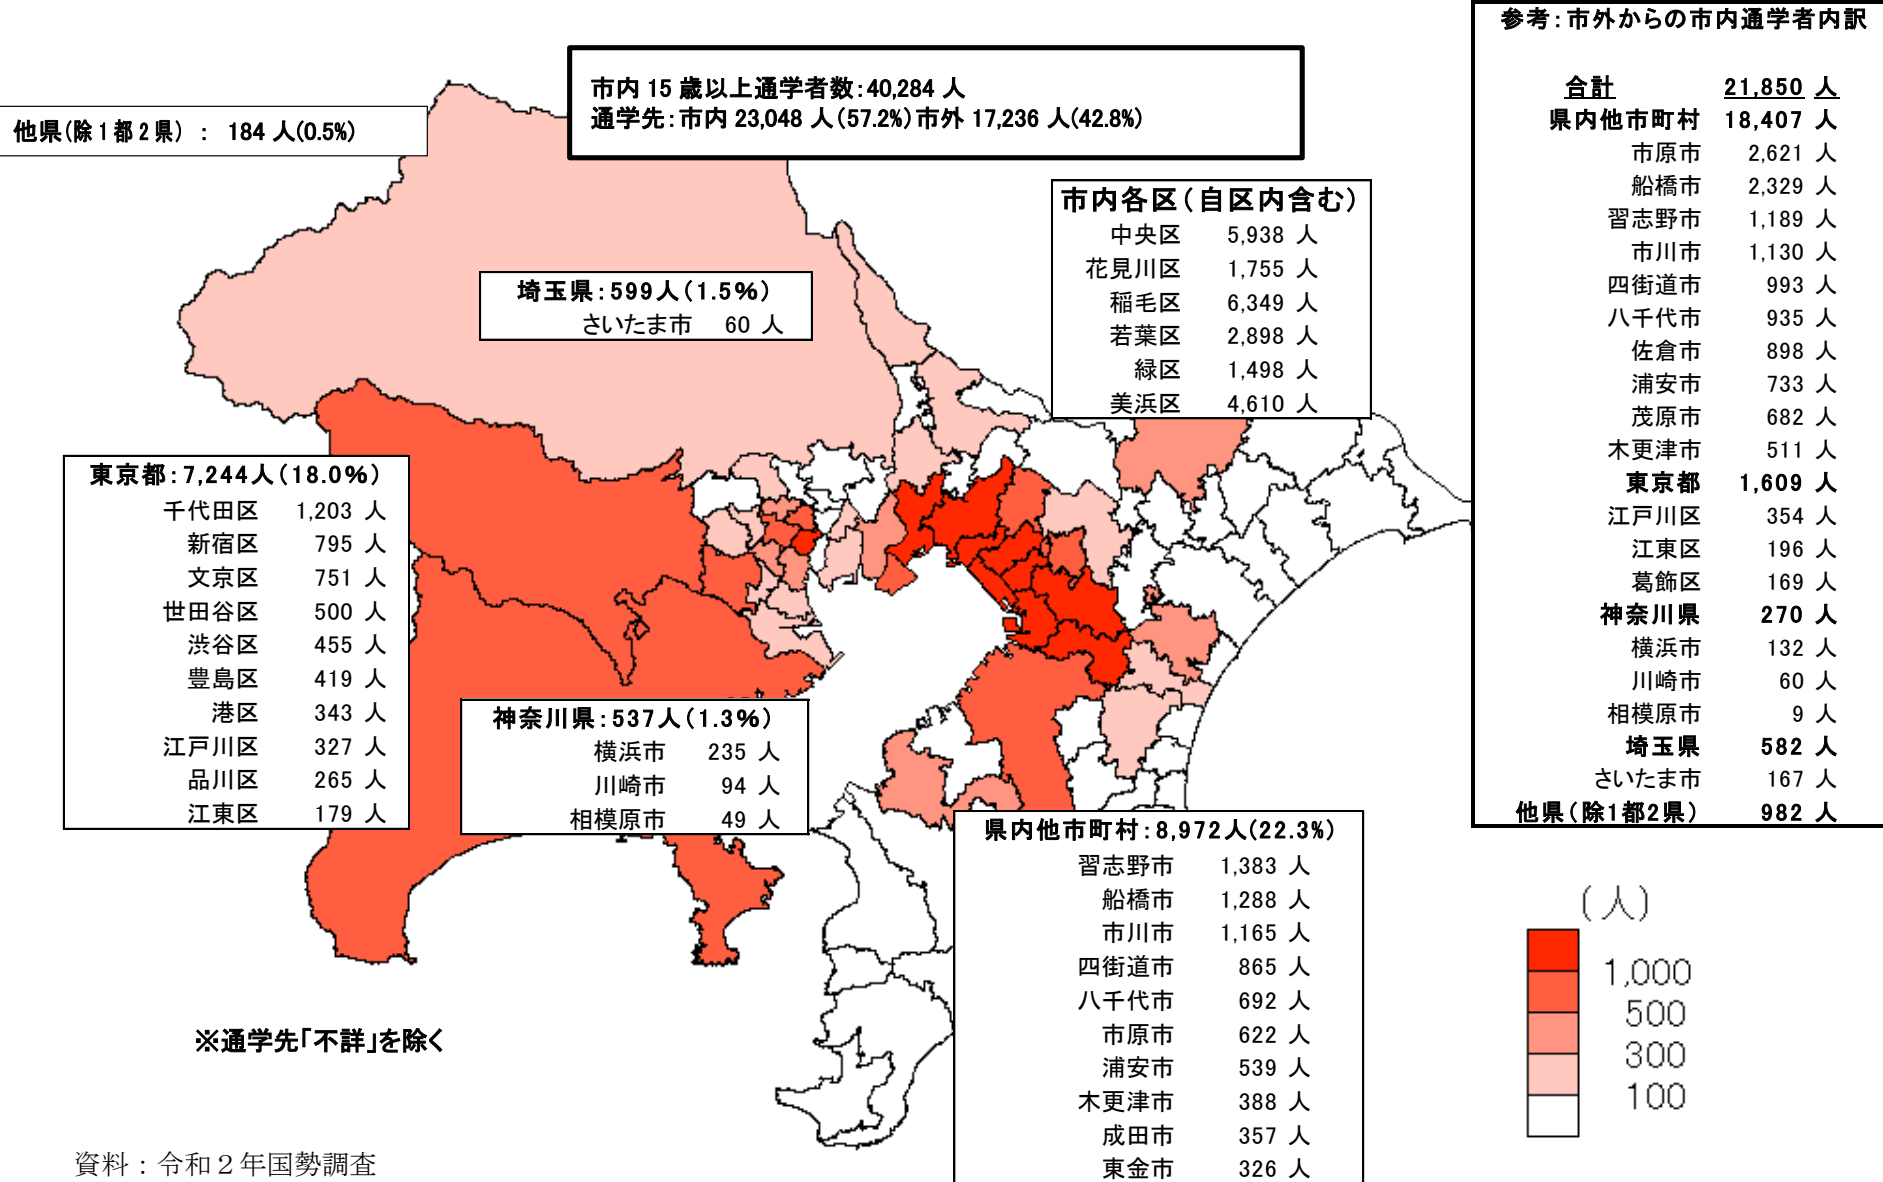 参考：市外からの市内通学者内訳
合計 21,850 人
県内他市町村 18,407 人
市原市 2,621 人
船橋市 2,329 人
習志野市 1,189 人
市川市 1,130 人
四街道市 993 人
八千代市 935 人
佐倉市 898 人
浦安市 733 人
茂原市 682 人
木更津市 511 人
東京都 1,609 人
江戸川区 354 人
江東区 196 人
葛飾区 169 人
神奈川県 270 人
横浜市 132 人
川崎市 60 人
相模原市 9 人
埼玉県 582 人
さいたま市 167 人
他県（除1都2県） 982 人
市内 15 歳以上通学者数：40,284 人
通学先：市内 23,048 人（57.2%）市外 17,236 人（42.8%）
他県（除 1 都 2 県） ： 184 人（0.5%）
市内各区（自区内含む）
中央区 5,938 人
花見川区 1,755 人
稲毛区 6,349 人
若葉区 2,898 人
緑区 1,498 人
美浜区 4,610 人
埼玉県：599人（1.5%）
さいたま市 60 人
東京都：7,244人（18.0%）
千代田区 1,203 人
新宿区 795 人
文京区 751 人
世田谷区 500 人
渋谷区 455 人
豊島区 419 人
港区 343 人
江戸川区 327 人
品川区 265 人
江東区 179 人
神奈川県：537人（1.3%）
横浜市 235 人
川崎市 94 人
相模原市 49 人
県内他市町村：8,972人（22.3%）
習志野市 1,383 人
船橋市 1,288 人
市川市 1,165 人
四街道市 865 人
八千代市 692 人
市原市 622 人
浦安市 539 人
木更津市 388 人
成田市 357 人
東金市 326 人
（人）
1,000
500
300
100
※通学先「不詳」を除く
資料：令和２年国勢調査